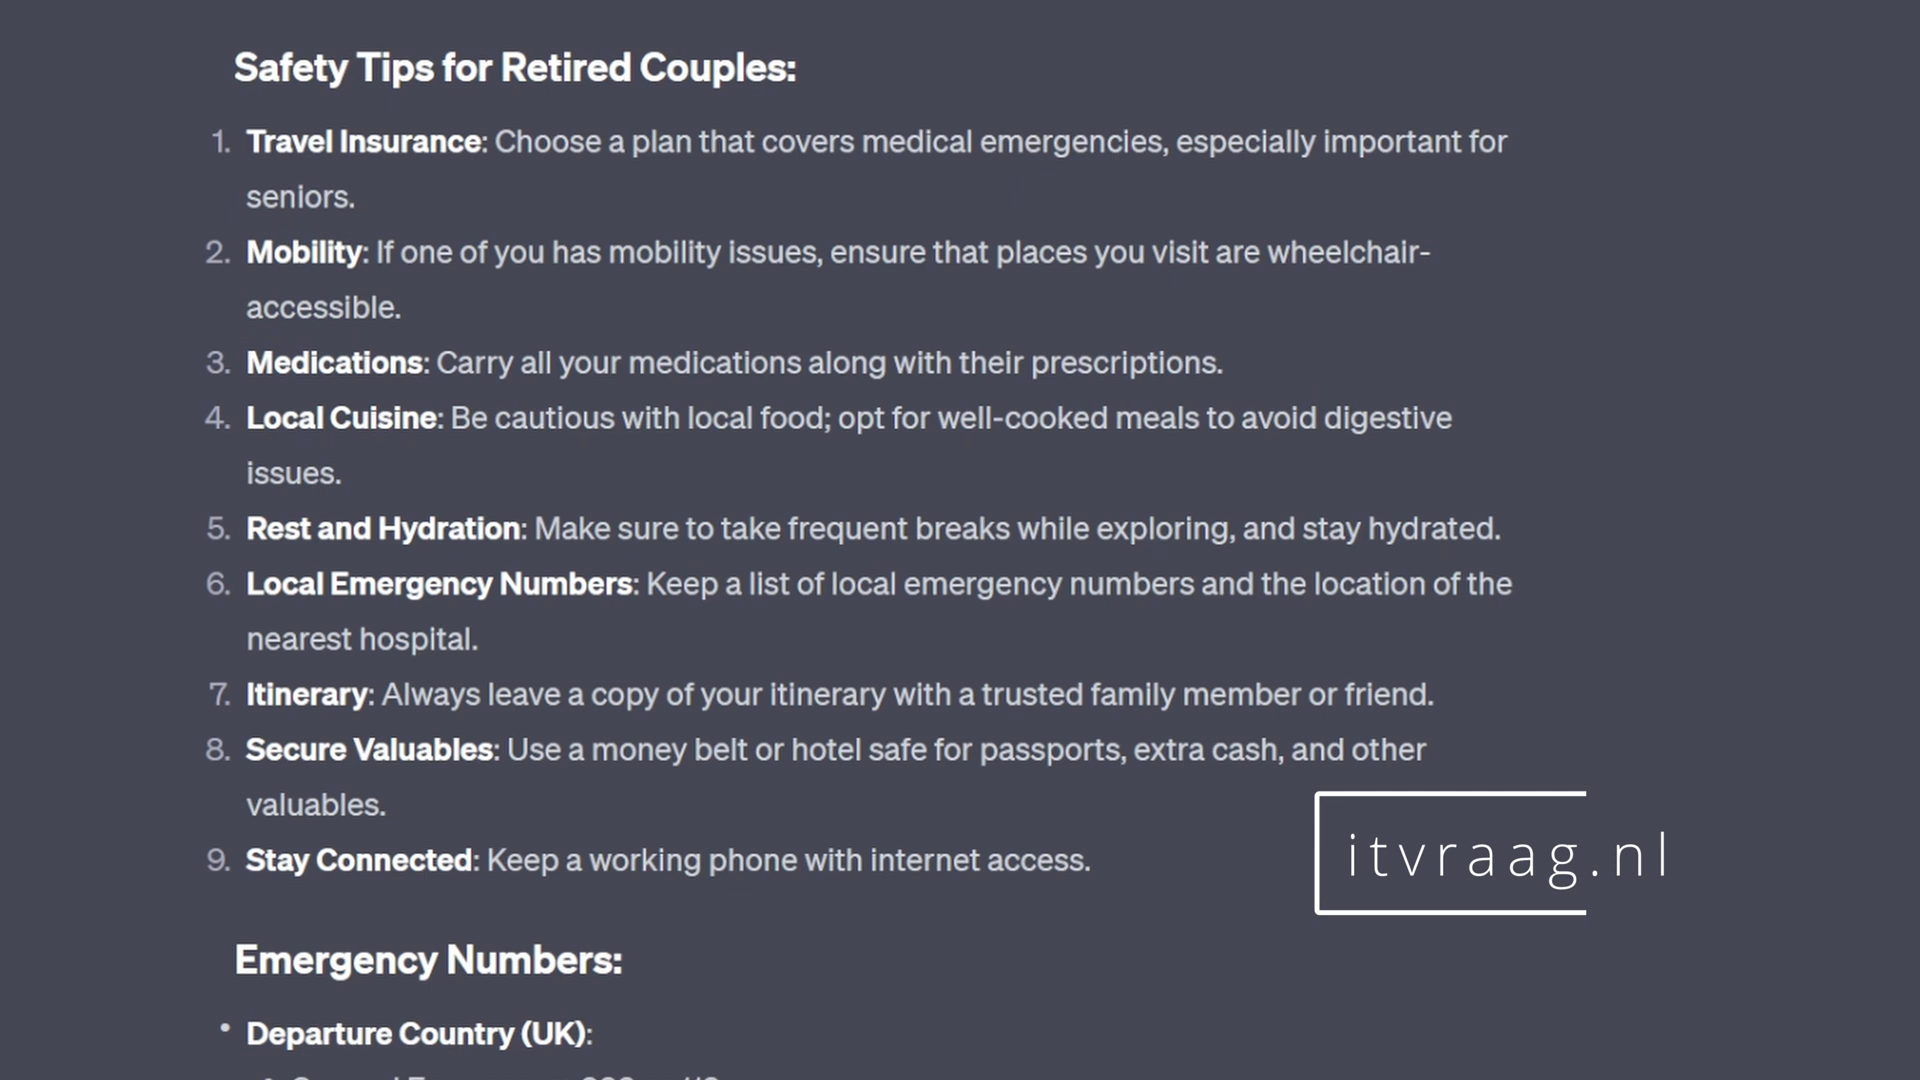 Safety Tips for Retired Couples:
1. Travel Insurance: Choose a plan that covers medical emergencies, especially important for
seniors.
2. Mobility: If one of you has mobility issues, ensure that places you visit are wheelchair-
accessible.
3. Medications: Carry all your medications along with their prescriptions.
4. Local Cuisine: Be cautious with local food; opt for well-cooked meals to avoid digestive
issues.
5. Rest and Hydration: Make sure to take frequent breaks while exploring, and stay hydrated.
6. Local Emergency Numbers: Keep a list of local emergency numbers and the location of the
nearest hospital.
7. Itinerary: Always leave a copy of your itinerary with a trusted family member or friend.
8. Secure Valuables: Use a money belt or hotel safe for passports, extra cash, and other
valuables.
9. Stay Connected: Keep a working phone with internet access.
itvraag.nl
Emergency Numbers:
• Departure Country (UK):